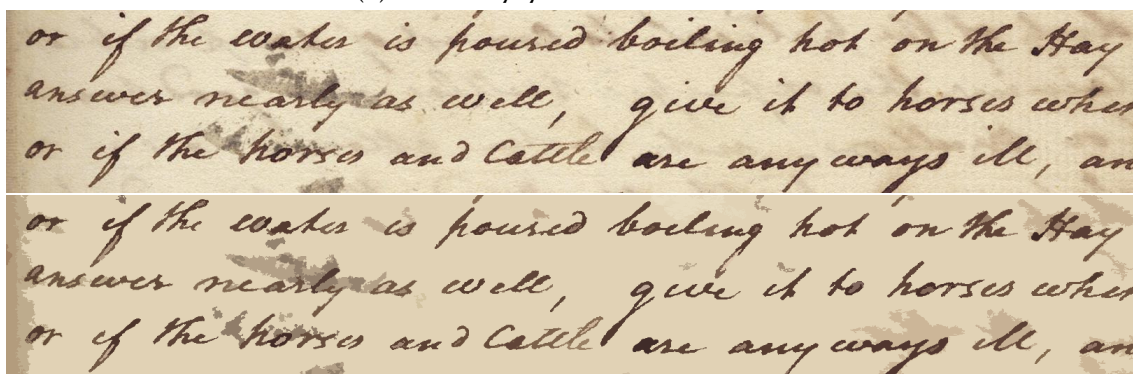 or if the water is poured boiling hot on the Hay
answer nearly as well, give it to horses when
or if the horses and Cattle are any ways ill, an
or if the water is poured boiling hot on the Hay
answer nearly as well, give it to horses when
or if the horses and Cattle are any ways ill, an